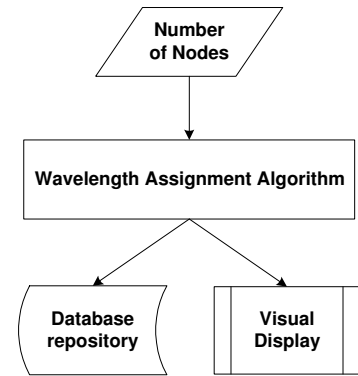 Number
of Nodes
Wavelength Assignment Algorithm
Database
repository
Visual
Display